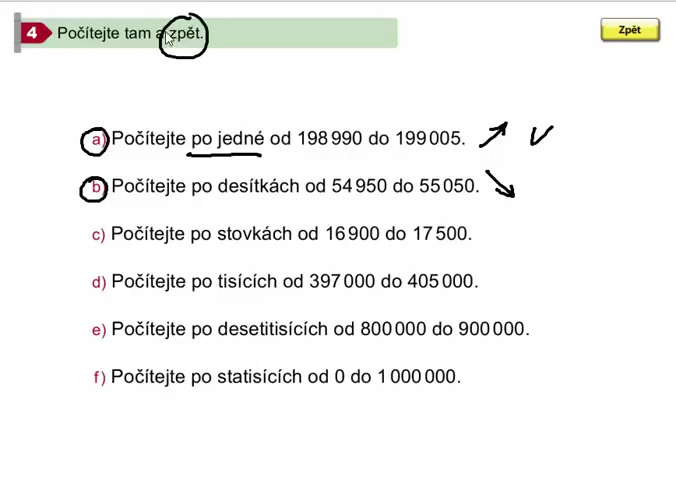 4 Počítejte tam a zpět.
Zpět
a) Počítejte po jedné od 198 990 do 199 005.
b) Počítejte po desítkách od 54 950 do 55 050.
c) Počítejte po stovkách od 16 900 do 17 500.
d) Počítejte po tisících od 397 000 do 405 000.
e) Počítejte po desetitisících od 800 000 do 900 000.
f) Počítejte po statisících od 0 do 1 000 000.